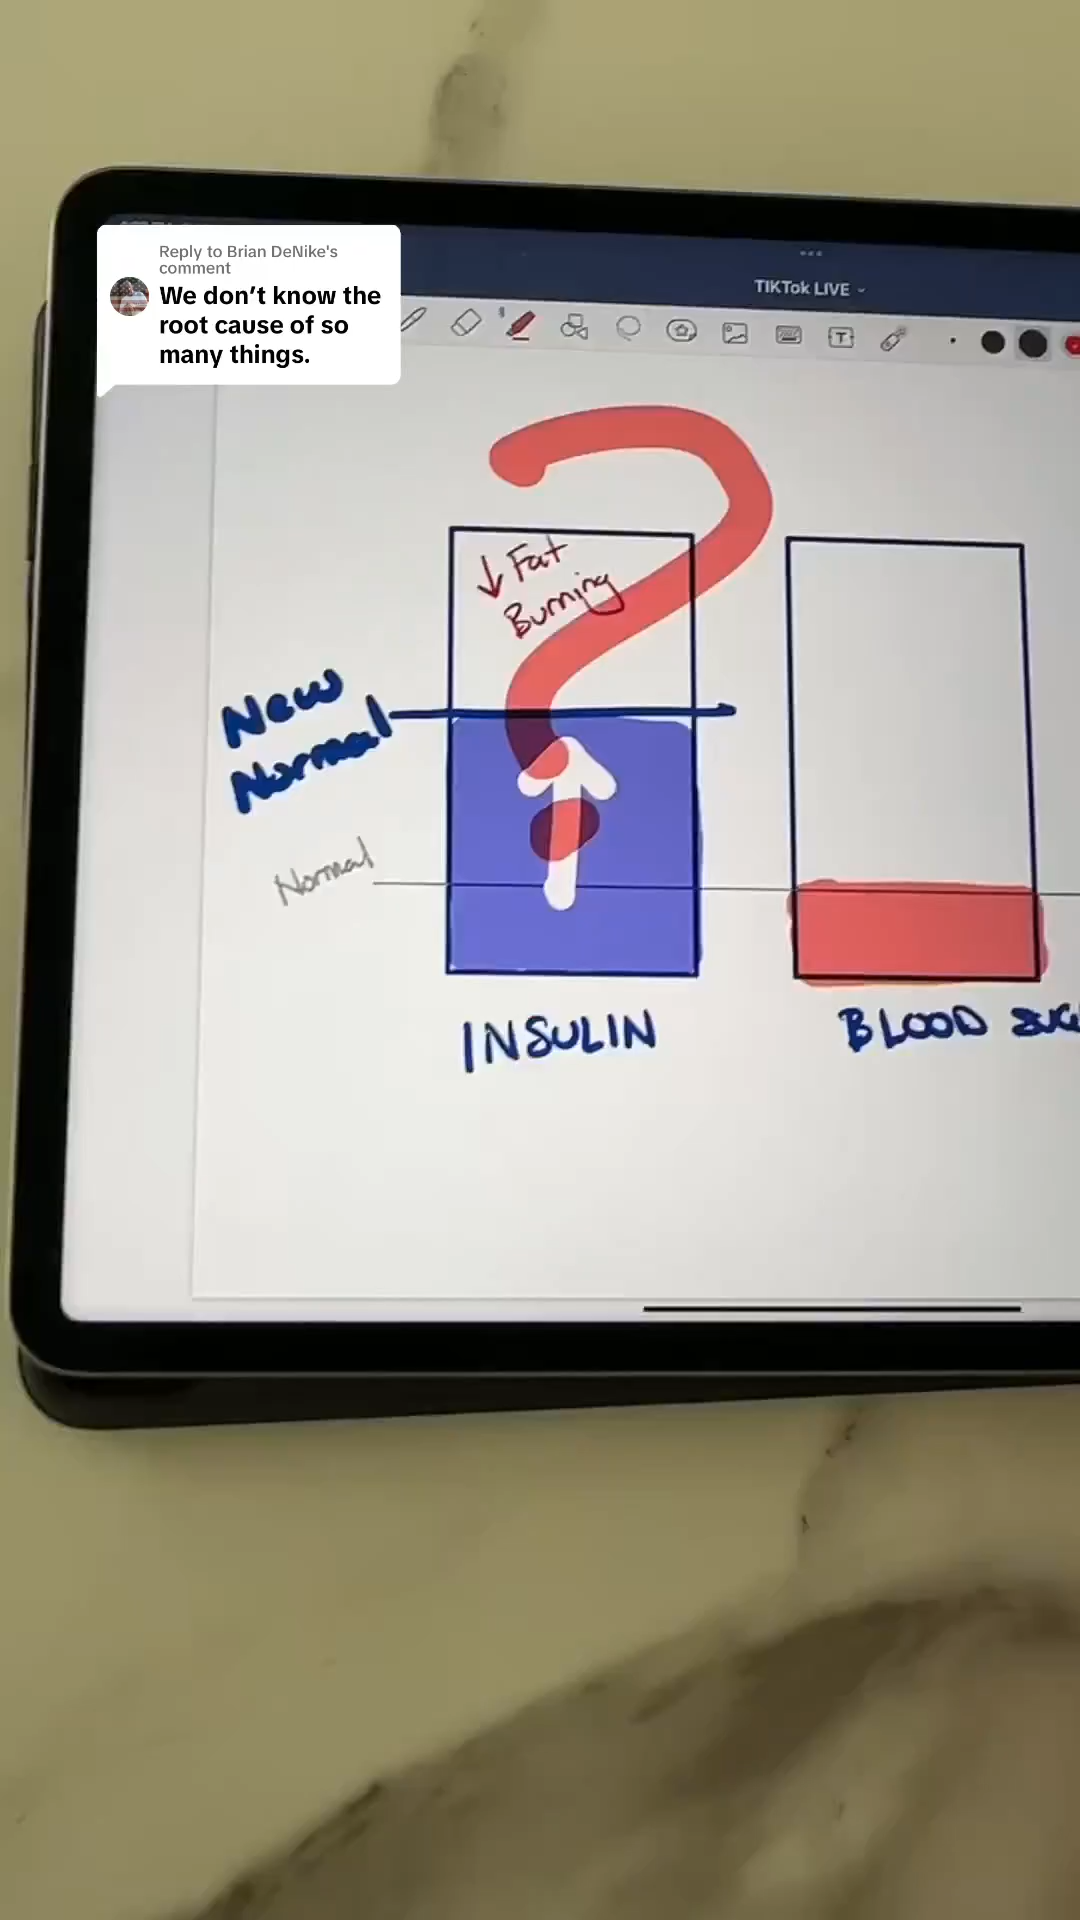 Reply to Brian DeNike's
comment
We don’t know the
root cause of so
many things.
TIKTok LIVE
T
↓ Fat
Burning
New
Normal
Normal
INSULIN
BLOOD